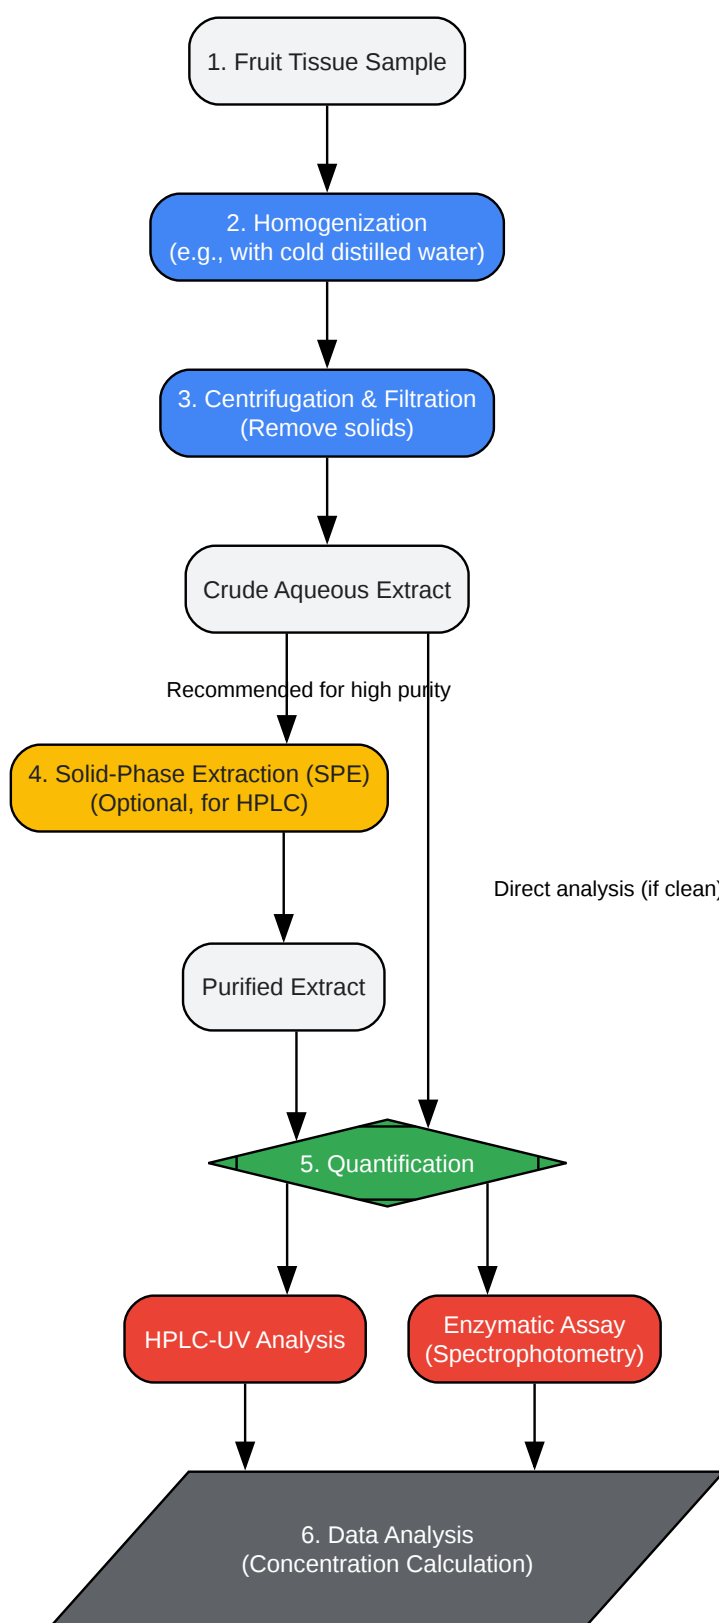 1. Fruit Tissue Sample
2. Homogenization
(e.g., with cold distilled water)
3. Centrifugation & Filtration
(Remove solids)
Crude Aqueous Extract
Recommended for high purity
4. Solid-Phase Extraction (SPE)
(Optional, for HPLC)
Direct analysis (if clean)
Purified Extract
5. Quantification
HPLC-UV Analysis
Enzymatic Assay
(Spectrophotometry)
6. Data Analysis
(Concentration Calculation)